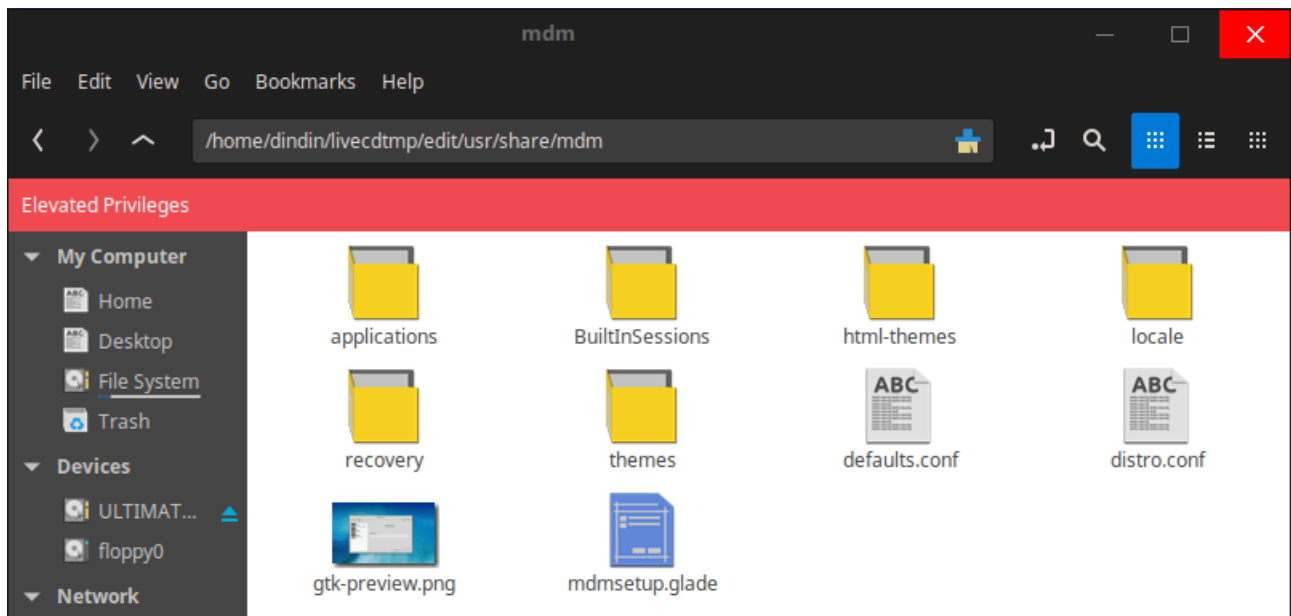 mdm
File Edit View Go Bookmarks Help
/home/dindin/livecdtmp/edit/usr/share/mdm
Elevated Privileges
My Computer
Home
Desktop
File System
Trash
Devices
ULTIMAT...
floppy0
Network
applications BuiltInSessions html-themes locale
recovery themes defaults.conf distro.conf
gtk-preview.png mdmsetup.glade